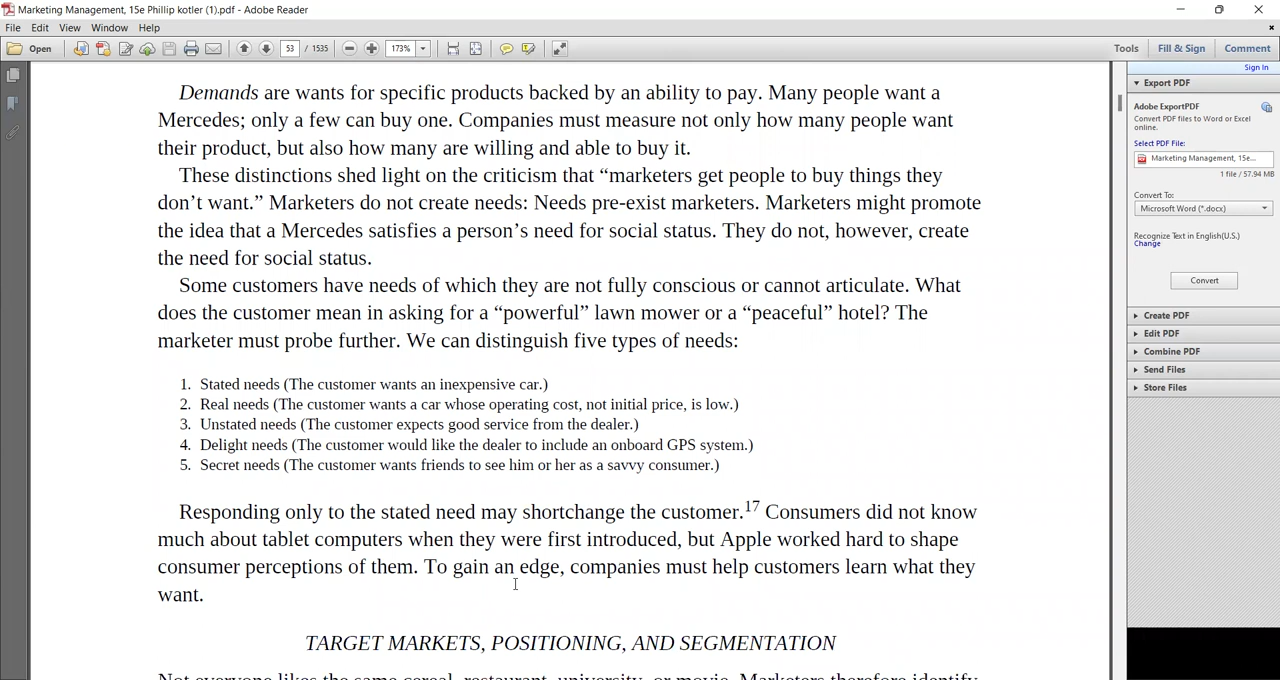 Marketing Management, 15e Phillip kotler (1).pdf - Adobe Reader
File Edit View Window Help
Open 53 / 1535 173% Tools Fill & Sign Comment
Sign In
Demands are wants for specific products backed by an ability to pay. Many people want a
Mercedes; only a few can buy one. Companies must measure not only how many people want
their product, but also how many are willing and able to buy it.
These distinctions shed light on the criticism that “marketers get people to buy things they
don’t want.” Marketers do not create needs: Needs pre-exist marketers. Marketers might promote
the idea that a Mercedes satisfies a person’s need for social status. They do not, however, create
the need for social status.
Some customers have needs of which they are not fully conscious or cannot articulate. What
does the customer mean in asking for a “powerful” lawn mower or a “peaceful” hotel? The
marketer must probe further. We can distinguish five types of needs:
1. Stated needs (The customer wants an inexpensive car.)
2. Real needs (The customer wants a car whose operating cost, not initial price, is low.)
3. Unstated needs (The customer expects good service from the dealer.)
4. Delight needs (The customer would like the dealer to include an onboard GPS system.)
5. Secret needs (The customer wants friends to see him or her as a savvy consumer.)
Responding only to the stated need may shortchange the customer.17 Consumers did not know
much about tablet computers when they were first introduced, but Apple worked hard to shape
consumer perceptions of them. To gain an edge, companies must help customers learn what they
want.
TARGET MARKETS, POSITIONING, AND SEGMENTATION
Not everyone likes the same cereal, restaurant, university, or movie. Marketers therefore identify
Export PDF
Adobe ExportPDF
Convert PDF files to Word or Excel
online.
Select PDF File:
Marketing Management, 15e...
1 file / 57.94 MB
Convert To:
Microsoft Word (*.docx)
Recognize Text in English(U.S.)
Change
Convert
Create PDF
Edit PDF
Combine PDF
Send Files
Store Files